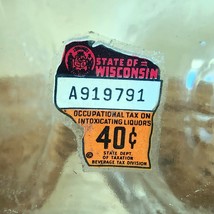 STATE OF
WISCONSIN
A919791
OCCUPATIONAL TAX ON
INTOXICATING LIQUORS
40¢
STATE DEPT.
OF TAXATION
BEVERAGE TAX DIVISION